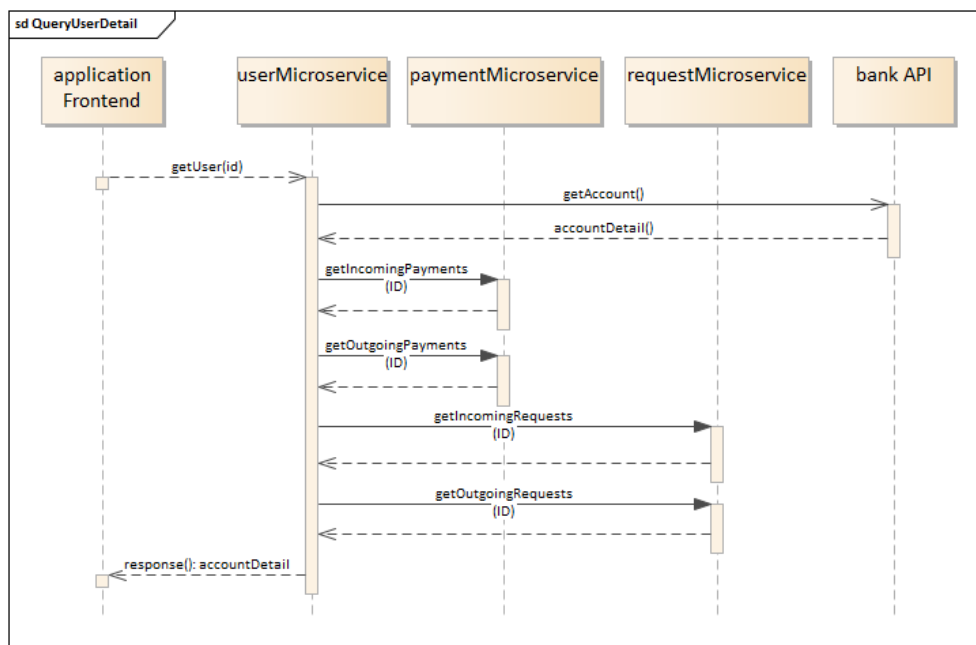 sd QueryUserDetail
application
Frontend
userMicroservice
paymentMicroservice
requestMicroservice
bank API
getUser(id)
getAccount()
accountDetail()
getIncomingPayments
(ID)
getOutgoingPayments
(ID)
getIncomingRequests
(ID)
getOutgoingRequests
(ID)
response(): accountDetail